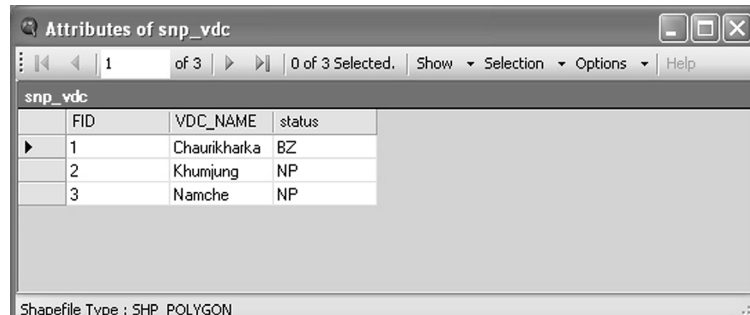 Attributes of snp_vdc
1 of 3 0 of 3 Selected. Show Selection Options Help
snp_vdc
FID VDC_NAME status
1 Chaurikharka BZ
2 Khumjung NP
3 Namche NP
Shapefile Type : SHP_POLYGON